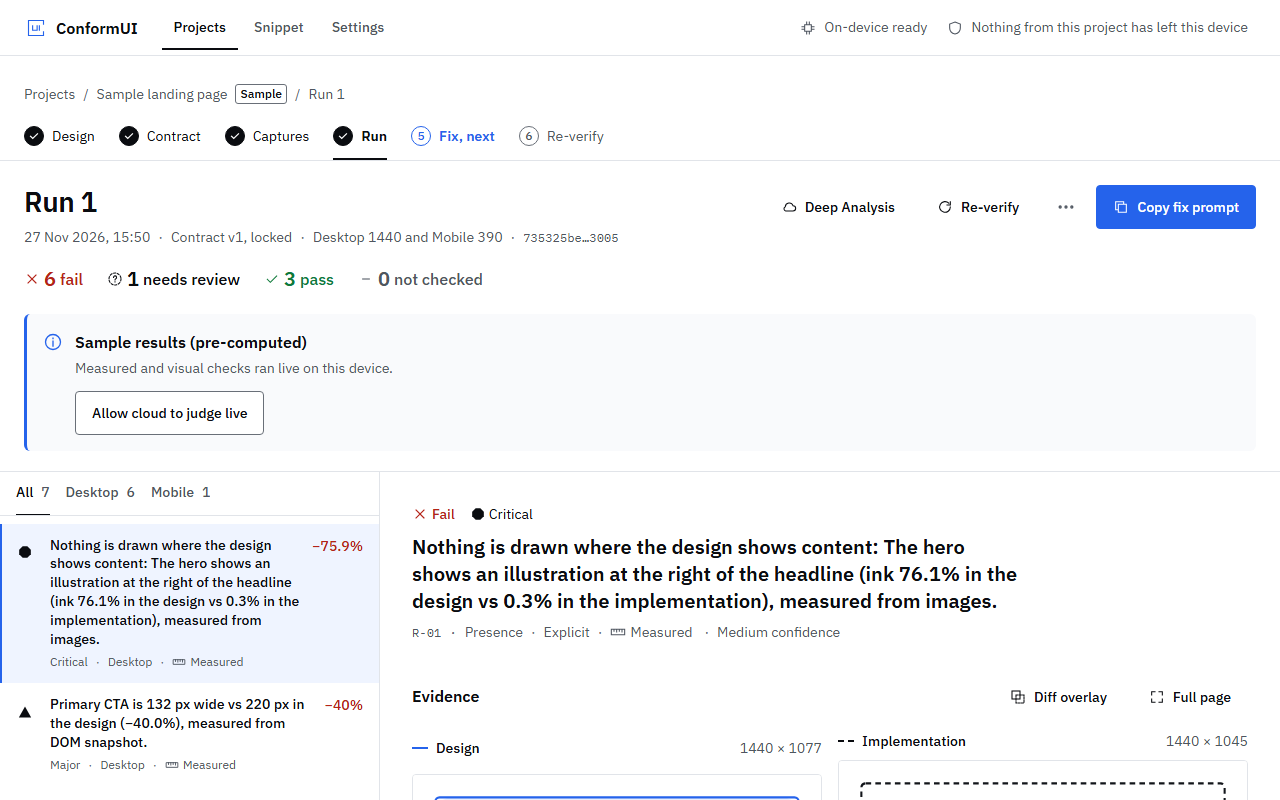 UI ConformUI Projects Snippet Settings On-device ready Nothing from this project has left this device
Projects / Sample landing page Sample / Run 1
Design Contract Captures Run 5 Fix, next 6 Re-verify
Run 1
Deep Analysis Re-verify ··· Copy fix prompt
27 Nov 2026, 15:50 · Contract v1, locked · Desktop 1440 and Mobile 390 · 735325be…3005
6 fail 1 needs review 3 pass 0 not checked
Sample results (pre-computed)
Measured and visual checks ran live on this device.
Allow cloud to judge live
All 7 Desktop 6 Mobile 1
Nothing is drawn where the design
shows content: The hero shows an
illustration at the right of the headline
(ink 76.1% in the design vs 0.3% in the
implementation), measured from
images.
−75.9%
Critical · Desktop · Measured
Primary CTA is 132 px wide vs 220 px in
the design (−40.0%), measured from
DOM snapshot.
−40%
Major · Desktop · Measured
Fail Critical
Nothing is drawn where the design shows content: The hero
shows an illustration at the right of the headline (ink 76.1% in the
design vs 0.3% in the implementation), measured from images.
R-01 · Presence · Explicit · Measured · Medium confidence
Evidence Diff overlay Full page
Design 1440 × 1077
Implementation 1440 × 1045